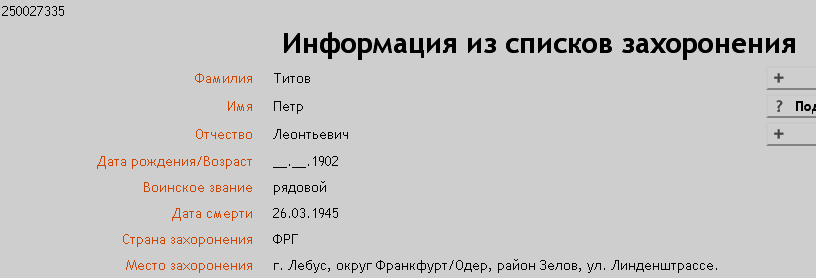 250027335
Информация из списков захоронения
Фамилия Титов
Имя Петр
Отчество Леонтьевич
Дата рождения/Возраст __.__.1902
Воинское звание рядовой
Дата смерти 26.03.1945
Страна захоронения ФРГ
Место захоронения г. Лебус, округ Франкфурт/Одер, район Зелов, ул. Линденштрассе.
+
? Под
+